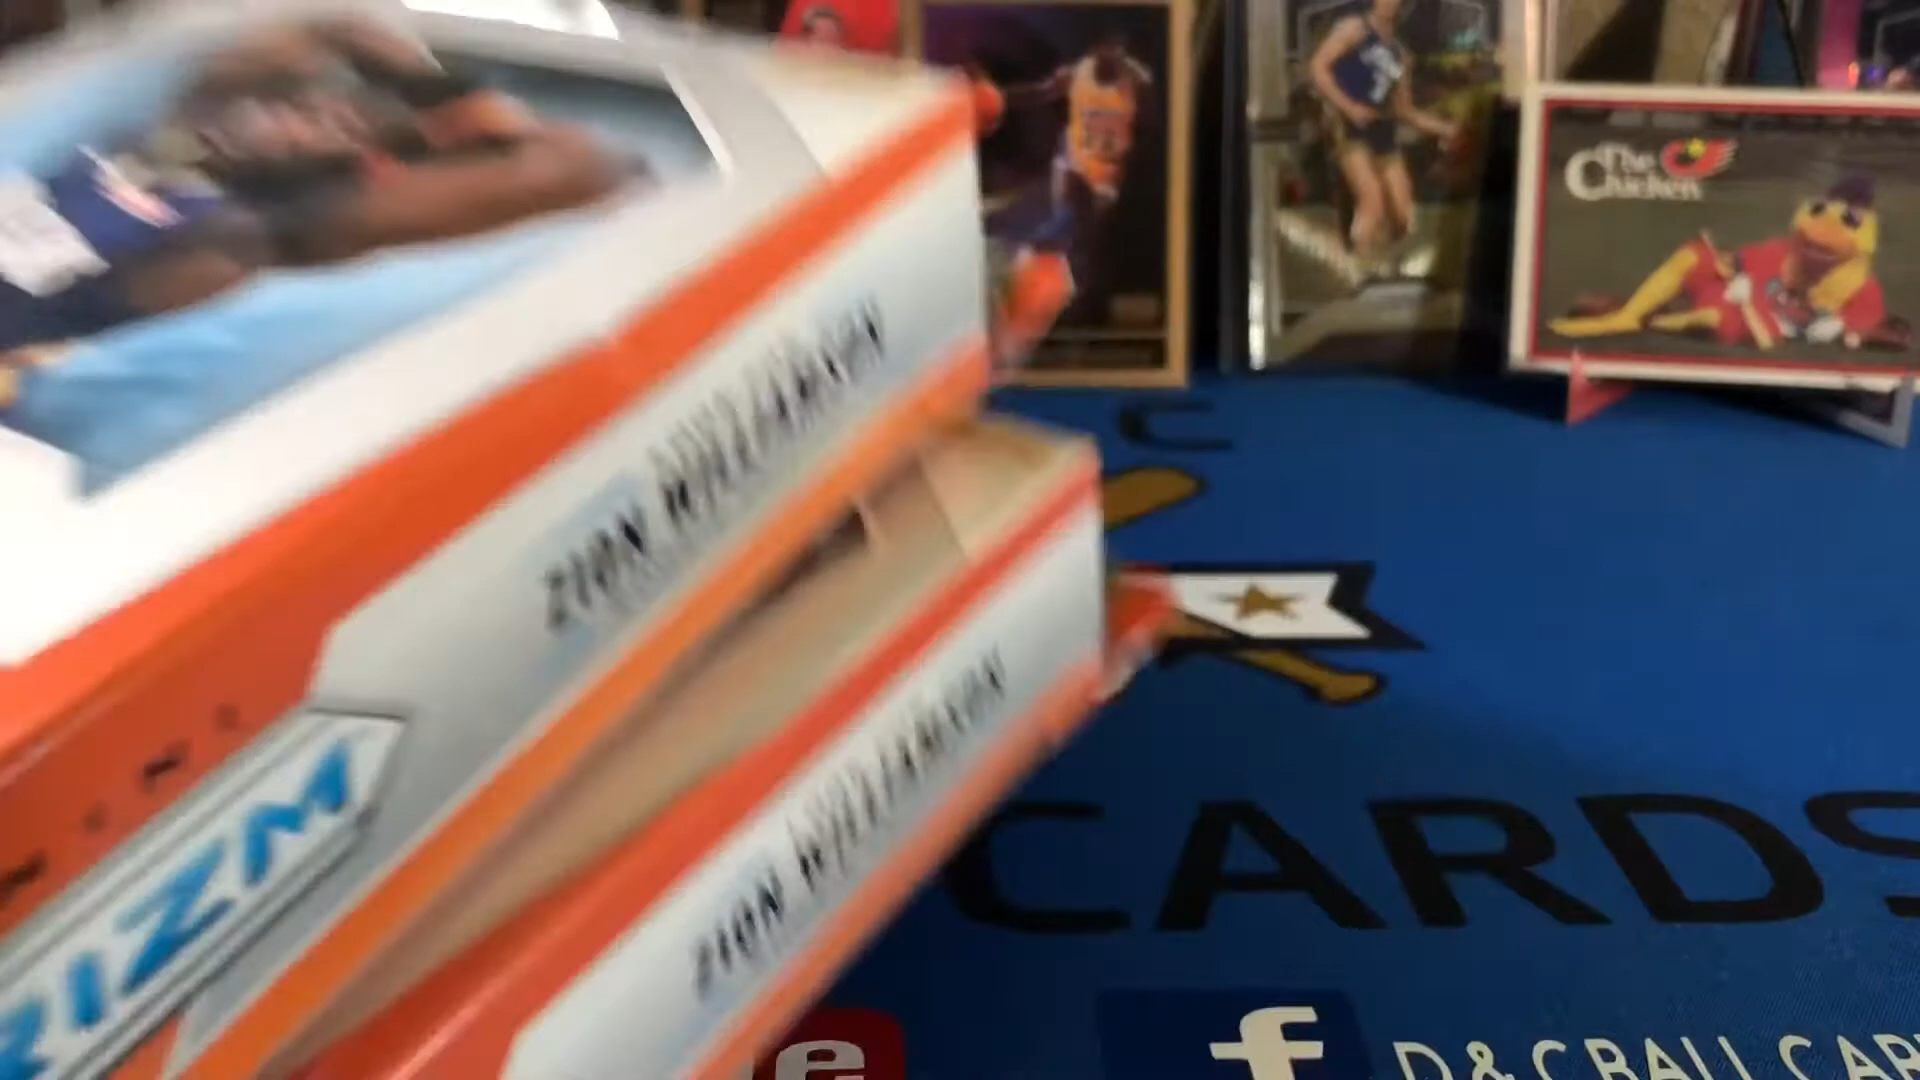 The
Chicken
ZION WILLIAMSON
C
PRIZM
ZION WILLIAMSON
CARDS
e
f D & C BALL CAR